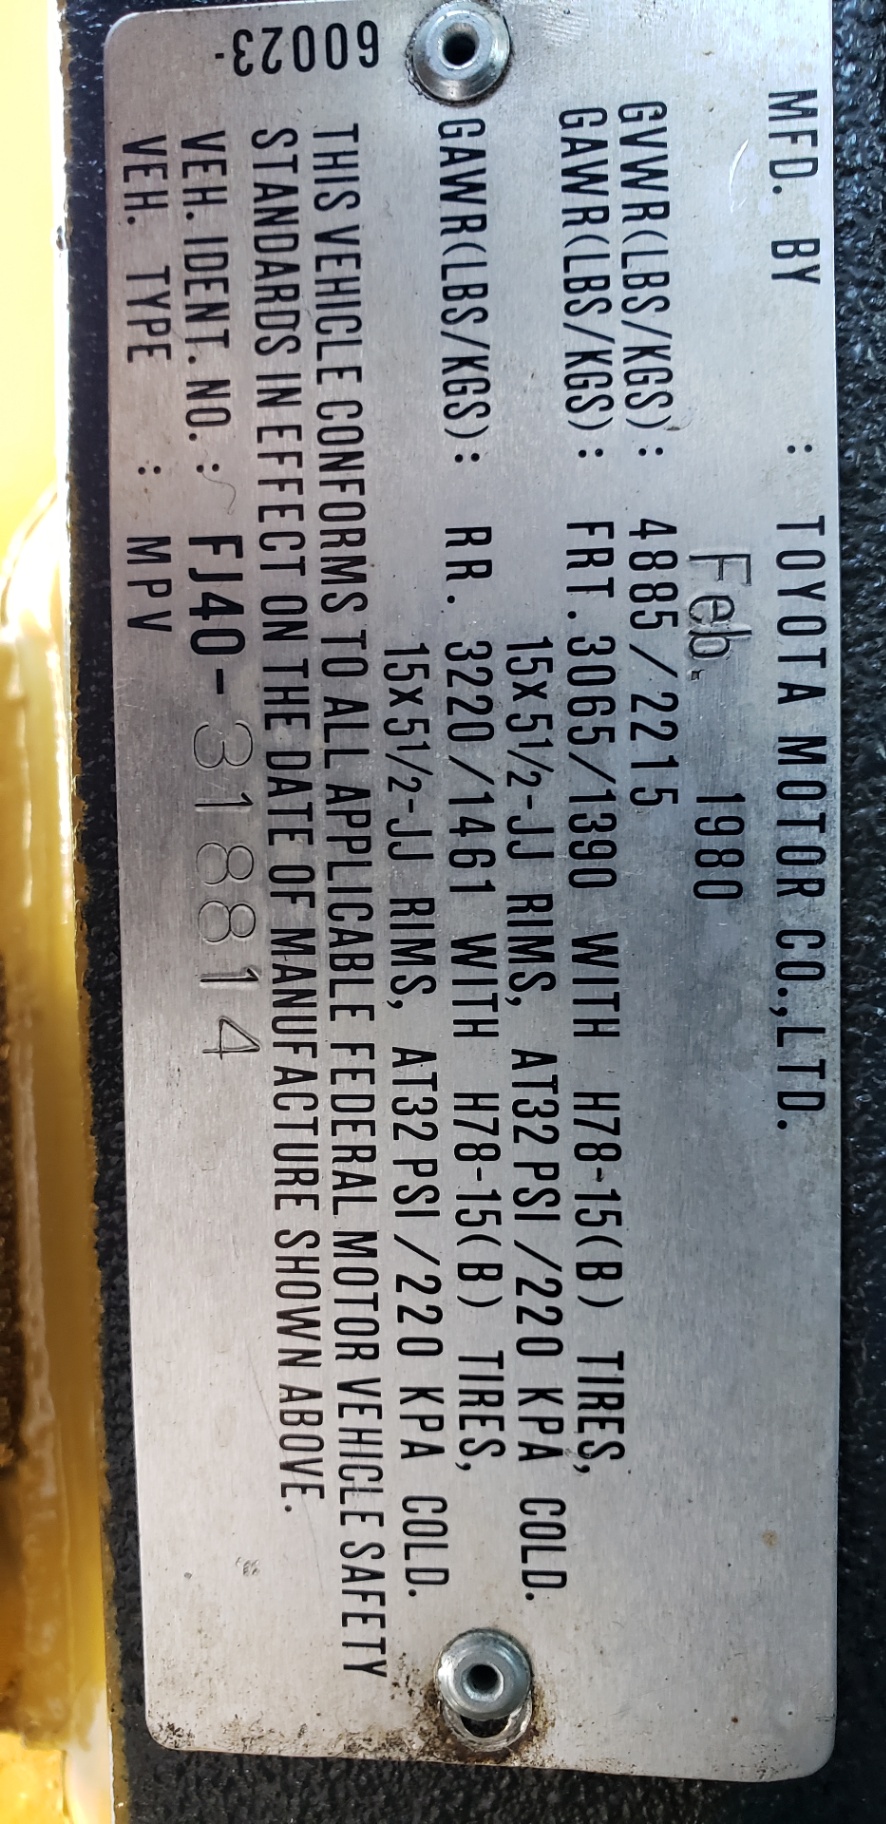 MFD. BY : TOYOTA MOTOR CO.,LTD.
Feb. 1980
GVWR(LBS/KGS): 4885/2215
GAWR(LBS/KGS): FRT. 3065/1390 WITH H78-15(B) TIRES,
15X5 1/2-JJ RIMS, AT32 PSI/220 KPA COLD.
GAWR(LBS/KGS): RR. 3220/1461 WITH H78-15(B) TIRES,
15X5 1/2-JJ RIMS, AT32 PSI/220 KPA COLD.
THIS VEHICLE CONFORMS TO ALL APPLICABLE FEDERAL MOTOR VEHICLE SAFETY
STANDARDS IN EFFECT ON THE DATE OF MANUFACTURE SHOWN ABOVE.
VEH. IDENT. NO. : FJ40-318814
VEH. TYPE : MPV
60023-